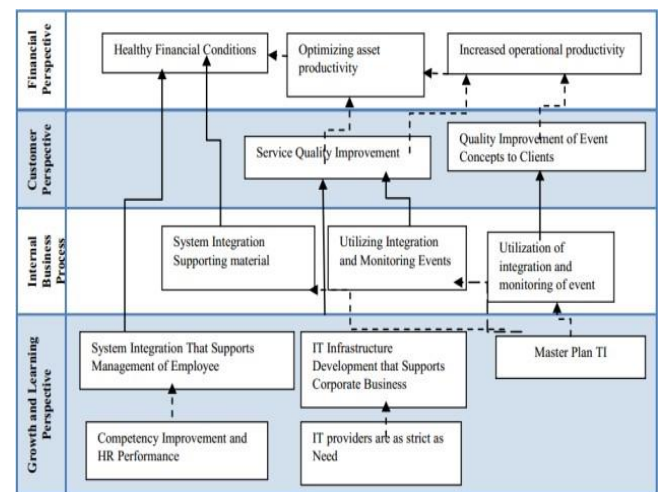 Financial
Perspective
Healthy Financial Conditions
Optimizing asset
productivity
Increased operational productivity
Customer
Perspective
Service Quality Improvement
Quality Improvement of Event
Concepts to Clients
Internal
Business
Process
System Integration
Supporting material
Utilizing Integration
and Monitoring Events
Utilization of
integration and
monitoring of event
Growth and Learning
Perspective
System Integration That Supports
Management of Employee
IT Infrastructure
Development that Supports
Corporate Business
Master Plan TI
Competency Improvement and
HR Performance
IT providers are as strict as
Need